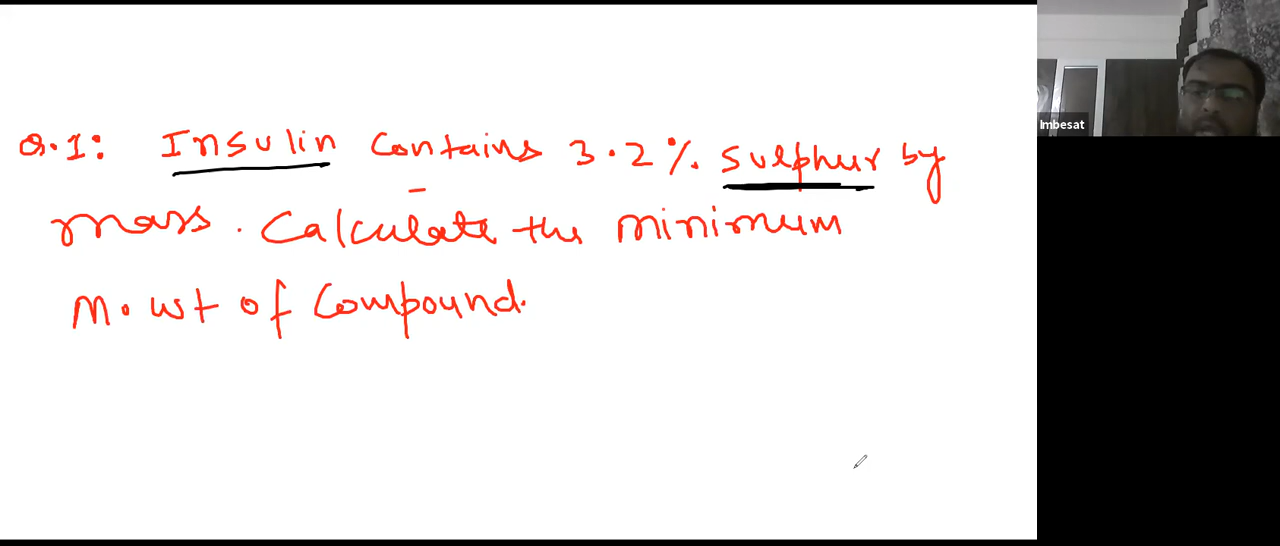 Q.1: Insulin contains 3.2% sulphur by
mass. Calculate the minimum
M.wt of compound.
Imbesat